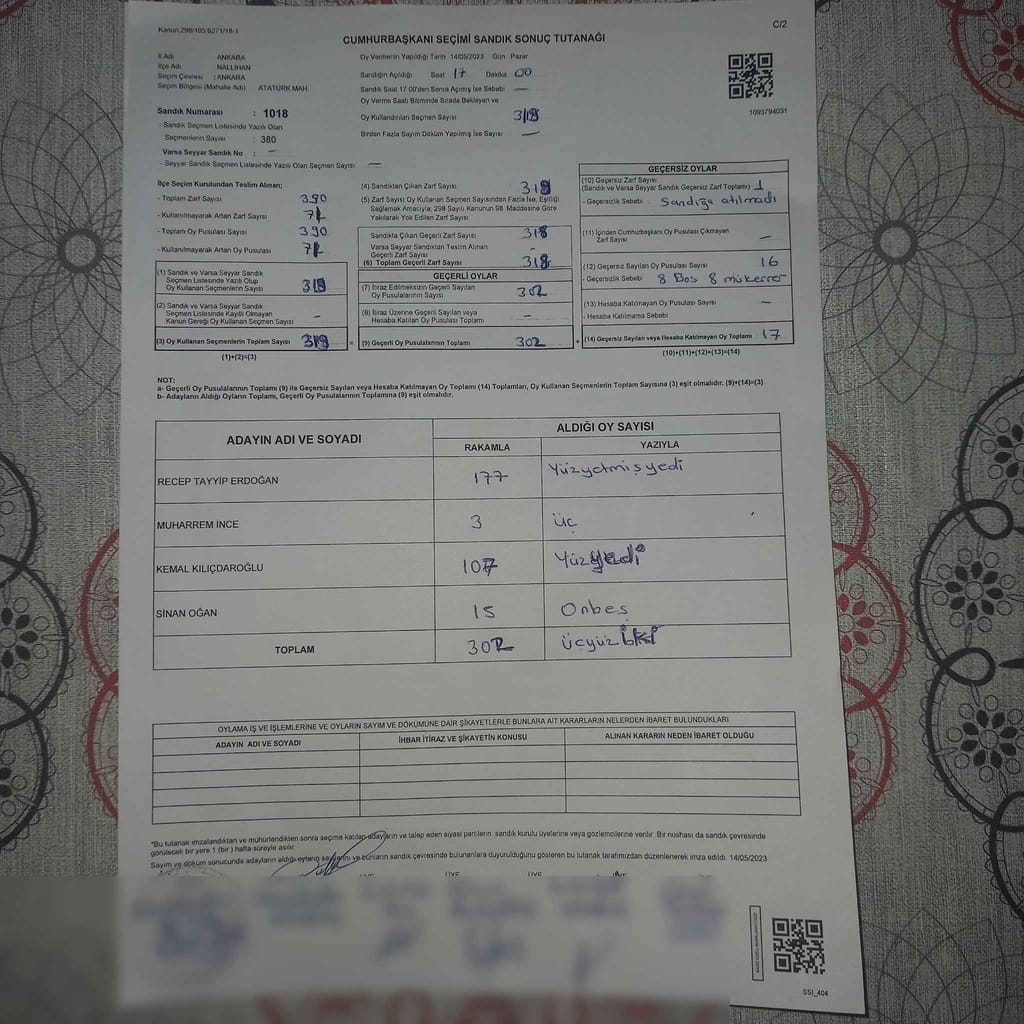 Kanun:298/105;6271/18-1
C/2
CUMHURBAŞKANI SEÇİMİ SANDIK SONUÇ TUTANAĞI
İl Adı ANKARA
İlçe Adı NALLIHAN
Seçim Çevresi : ANKARA
Seçim Bölgesi (Mahalle Adı) ATATÜRK MAH.
Oy Vermenin Yapıldığı Tarih :14/05/2023 Gün Pazar
Sandığın Açıldığı Saat 17 Dakika 00
Sandık Saat 17:00'den Sonra Açılmış İse Sebebi —
Oy Verme Saati Bitiminde Sırada Bekleyen ve
Oy Kullandırılan Seçmen Sayısı
Birden Fazla Sayım Döküm Yapılmış İse Sayısı —
1093794031
Sandık Numarası : 1018
- Sandık Seçmen Listesinde Yazılı Olan
Seçmenlerin Sayısı : 380
Varsa Seyyar Sandık No : —
- Seyyar Sandık Seçmen Listesinde Yazılı Olan Seçmen Sayısı —
İlçe Seçim Kurulundan Teslim Alınan;
- Toplam Zarf Sayısı 390
- Kullanılmayarak Artan Zarf Sayısı
- Toplam Oy Pusulası Sayısı 390
- Kullanılmayarak Artan Oy Pusulası
(1) Sandık ve Varsa Seyyar Sandık
Seçmen Listesinde Yazılı Olup
Oy Kullanan Seçmenlerin Sayısı
(2) Sandık ve Varsa Seyyar Sandık
Seçmen Listesinde Kayıtlı Olmayan
Kanun Gereği Oy Kullanan Seçmen Sayısı -
(3) Oy Kullanan Seçmenlerin Toplam Sayısı 319 =
(1)+(2)=(3)
(4) Sandıktan Çıkan Zarf Sayısı
(5) Zarf Sayısı Oy Kullanan Seçmen Sayısından Fazla İse, Eşitliği
Sağlamak Amacıyla; 298 Sayılı Kanunun 98. Maddesine Göre
Yakılarak Yok Edilen Zarf Sayısı
Sandıkta Çıkan Geçerli Zarf Sayısı 318
Varsa Seyyar Sandıktan Teslim Alınan
Geçerli Zarf Sayısı -
(6) Toplam Geçerli Zarf Sayısı 318
GEÇERLİ OYLAR
(7) İtiraz Edilmeksizin Geçerli Sayılan
Oy Pusulalarının Sayısı 302
(8) İtiraz Üzerine Geçerli Sayılan veya
Hesaba Katılan Oy Pusulası Toplamı -
(9) Geçerli Oy Pusulalarının Toplamı 302 +
GEÇERSİZ OYLAR
(10) Geçersiz Zarf Sayısı
(Sandık ve Varsa Seyyar Sandık Geçersiz Zarf Toplamı) 1
- Geçersizlik Sebebi : Sandığa atılmadı
(11) İçinden Cumhurbaşkanı Oy Pusulası Çıkmayan
Zarf Sayısı —
(12) Geçersiz Sayılan Oy Pusulası Sayısı 16
- Geçersizlik Sebebi : 8 Boş 8 mükerrer
(13) Hesaba Katılmayan Oy Pusulası Sayısı —
- Hesaba Katılmama Sebebi
(14) Geçersiz Sayılan veya Hesaba Katılmayan Oy Toplamı 17
(10)+(11)+(12)+(13)=(14)
NOT:
a- Geçerli Oy Pusulalarının Toplamı (9) ile Geçersiz Sayılan veya Hesaba Katılmayan Oy Toplamı (14) Toplamları, Oy Kullanan Seçmenlerin Toplam Sayısına (3) eşit olmalıdır. (9)+(14)=(3)
b- Adayların Aldığı Oyların Toplamı, Geçerli Oy Pusulalarının Toplamına (9) eşit olmalıdır.
ADAYIN ADI VE SOYADI
ALDIĞI OY SAYISI
RAKAMLA YAZIYLA
RECEP TAYYİP ERDOĞAN 177 Yüzyetmişyedi
MUHARREM İNCE 3 Üç
KEMAL KILIÇDAROĞLU 107 Yüzyedi
SİNAN OĞAN 15 Onbeş
TOPLAM 302 Üçyüz iki
OYLAMA İŞ VE İŞLEMLERİNE VE OYLARIN SAYIM VE DÖKÜMÜNE DAİR ŞİKAYETLERLE BUNLARA AİT KARARLARIN NELERDEN İBARET BULUNDUKLARI
ADAYIN ADI VE SOYADI İHBAR İTİRAZ VE ŞİKAYETİN KONUSU ALINAN KARARIN NEDEN İBARET OLDUĞU
*Bu tutanak imzalandıktan ve mühürlendikten sonra seçime katılan adayların ve talep eden siyasi partilerin sandık kurulu üyelerine veya gözlemcilerine verilir. Bir nüshası da sandık çevresinde
görülecek bir yere 1 (bir) hafta süreyle asılır.
Sayım ve döküm sonucunda adayların aldığı oyların sayılarını ve bunların sandık çevresinde bulunanlara duyurulduğunu gösteren bu tutanak tarafımızdan düzenlenerek imza edildi. 14/05/2023
ÜYE ÜYE ÜYE ÜYE
SSİ_404